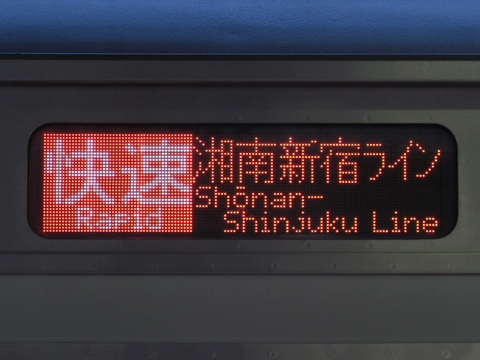 快速
Rapid
湘南新宿ライン
Shōnan-
Shinjuku Line